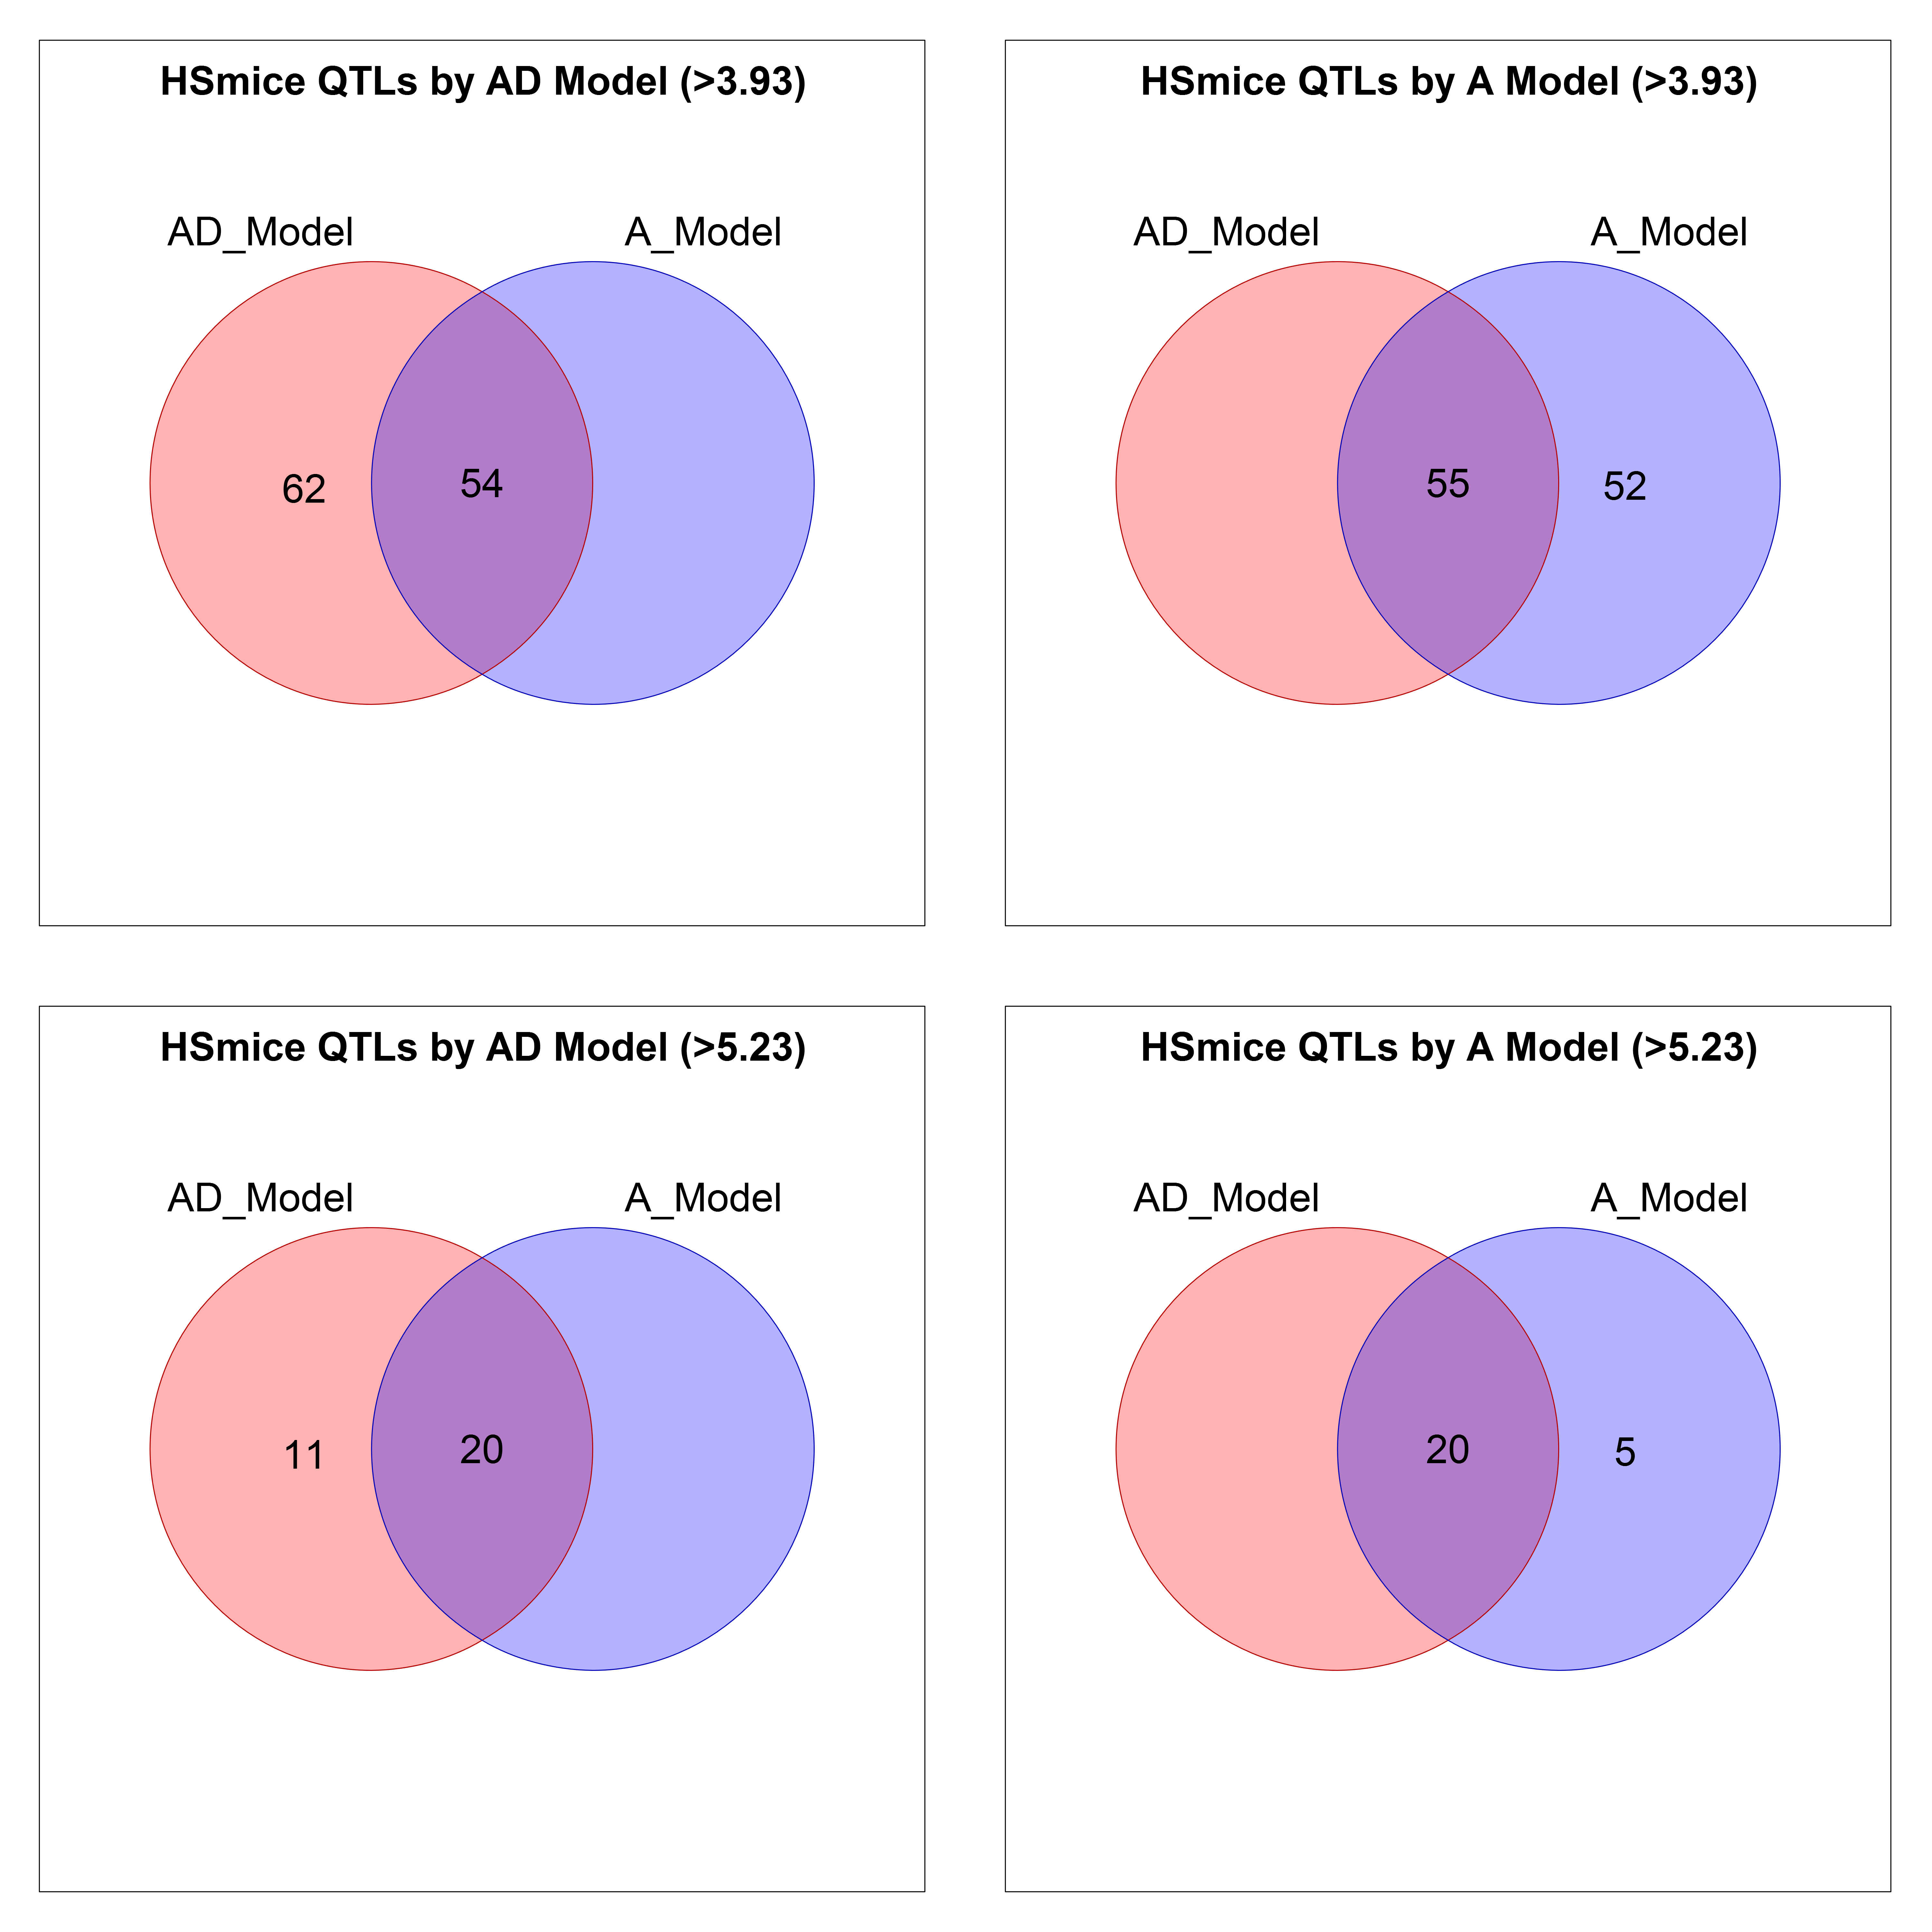 HSmice QTLs by AD Model (>3.93)
AD_Model A_Model
62 54
HSmice QTLs by A Model (>3.93)
AD_Model A_Model
55 52
HSmice QTLs by AD Model (>5.23)
AD_Model A_Model
11 20
HSmice QTLs by A Model (>5.23)
AD_Model A_Model
20 5